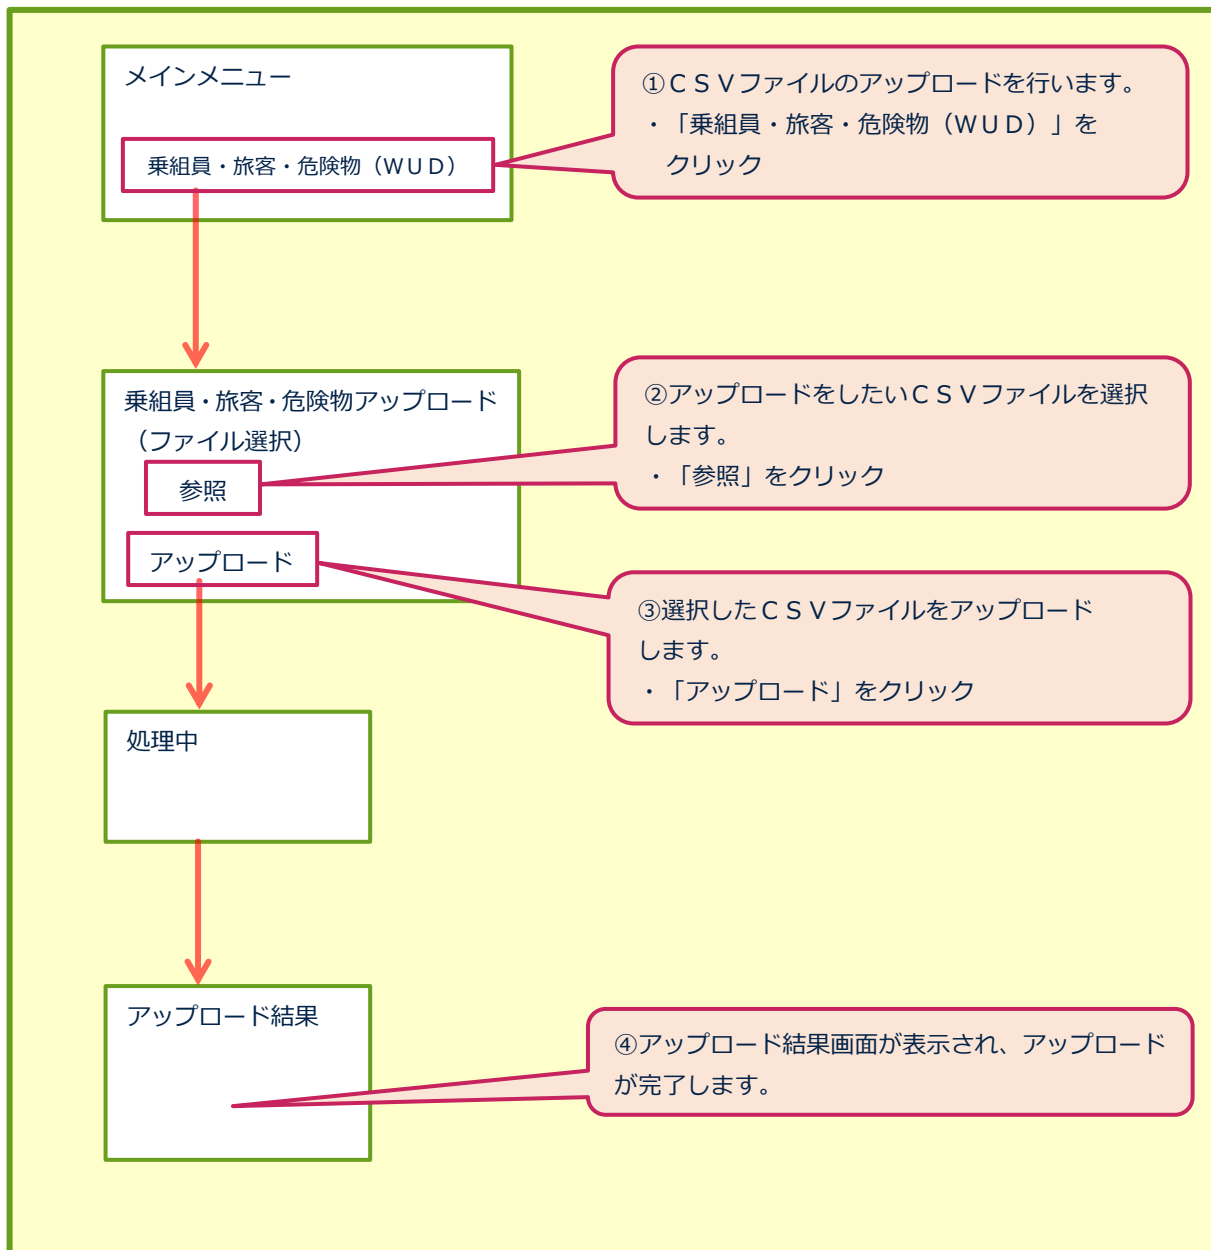 メインメニュー
乗組員・旅客・危険物（ＷＵＤ）
①ＣＳＶファイルのアップロードを行います。
・「乗組員・旅客・危険物（ＷＵＤ）」を
クリック
乗組員・旅客・危険物アップロード
（ファイル選択）
参照
アップロード
②アップロードをしたいＣＳＶファイルを選択
します。
・「参照」をクリック
③選択したＣＳＶファイルをアップロード
します。
・「アップロード」をクリック
処理中
アップロード結果
④アップロード結果画面が表示され、アップロード
が完了します。